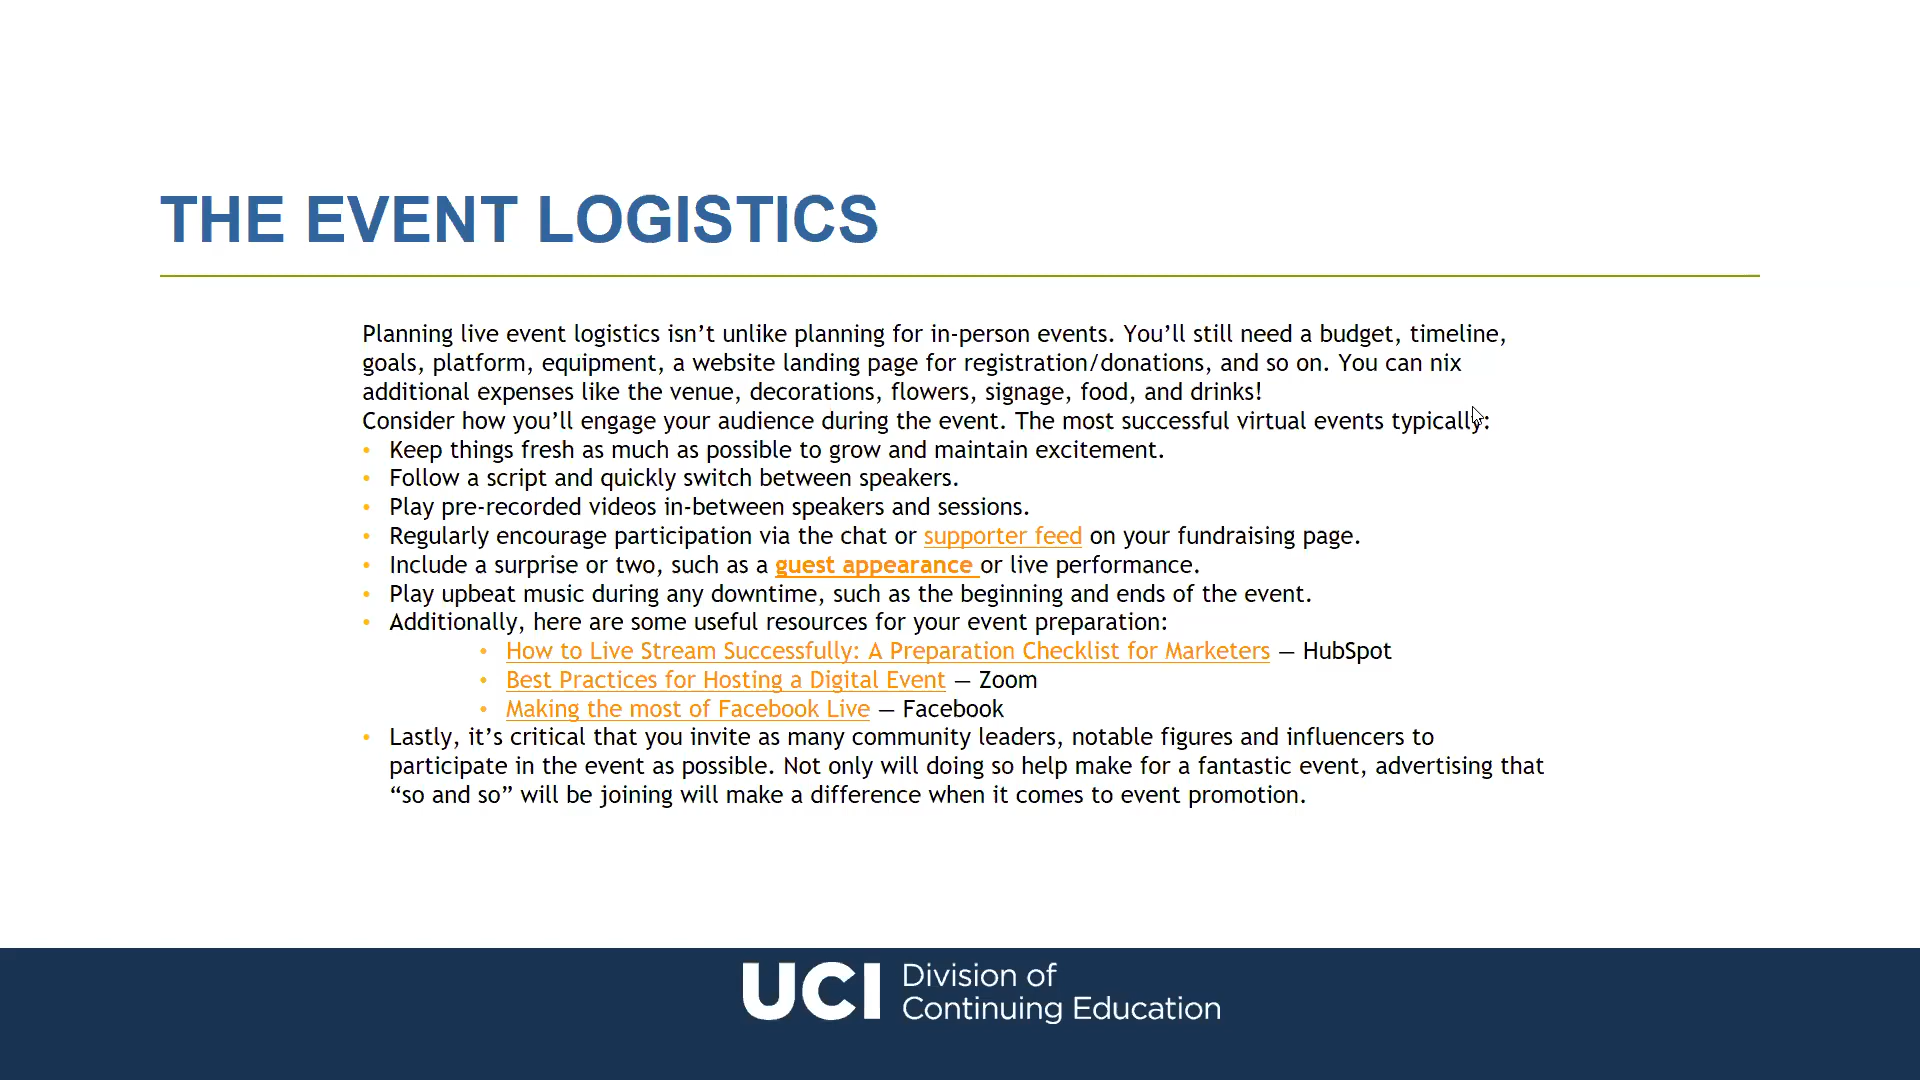 THE EVENT LOGISTICS
Planning live event logistics isn’t unlike planning for in-person events. You’ll still need a budget, timeline,
goals, platform, equipment, a website landing page for registration/donations, and so on. You can nix
additional expenses like the venue, decorations, flowers, signage, food, and drinks!
Consider how you’ll engage your audience during the event. The most successful virtual events typically:
• Keep things fresh as much as possible to grow and maintain excitement.
• Follow a script and quickly switch between speakers.
• Play pre-recorded videos in-between speakers and sessions.
• Regularly encourage participation via the chat or supporter feed on your fundraising page.
• Include a surprise or two, such as a guest appearance or live performance.
• Play upbeat music during any downtime, such as the beginning and ends of the event.
• Additionally, here are some useful resources for your event preparation:
• How to Live Stream Successfully: A Preparation Checklist for Marketers — HubSpot
• Best Practices for Hosting a Digital Event — Zoom
• Making the most of Facebook Live — Facebook
• Lastly, it’s critical that you invite as many community leaders, notable figures and influencers to
participate in the event as possible. Not only will doing so help make for a fantastic event, advertising that
“so and so” will be joining will make a difference when it comes to event promotion.
UCI Division of
Continuing Education